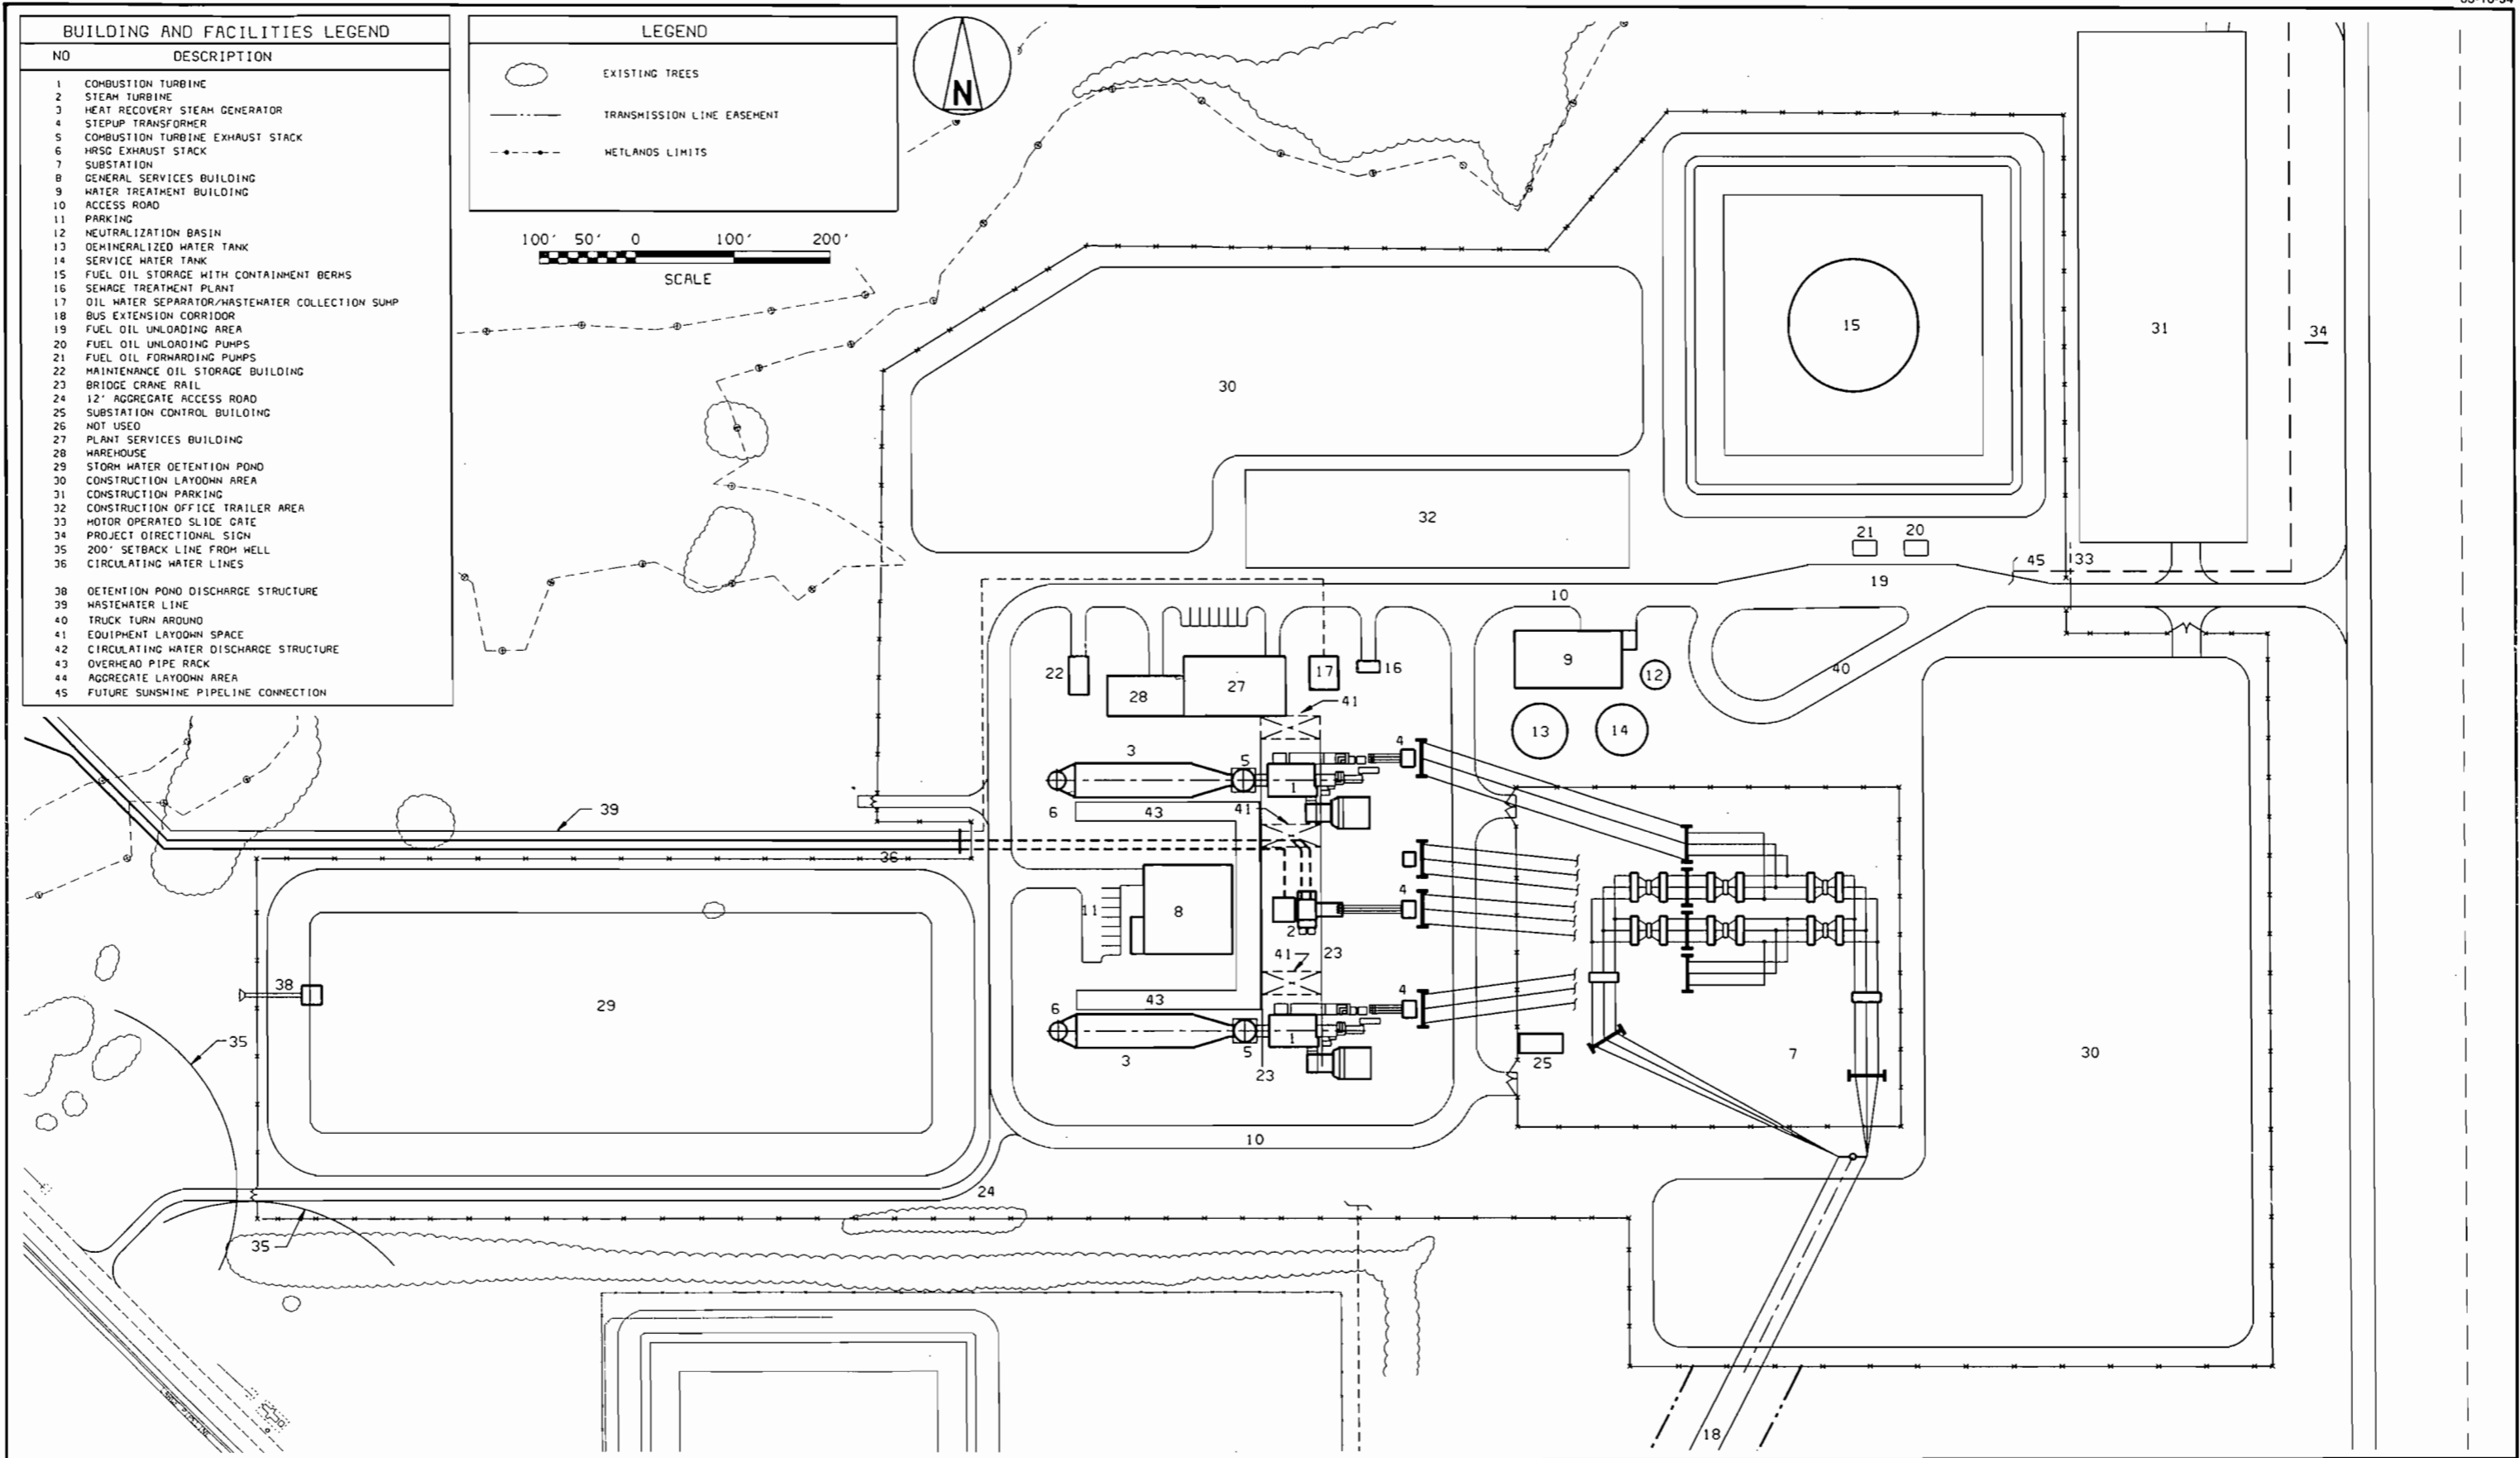 BUILDING AND FACILITIES LEGEND
NO DESCRIPTION
1 COMBUSTION TURBINE
2 STEAM TURBINE
3 HEAT RECOVERY STEAM GENERATOR
4 STEPUP TRANSFORMER
5 COMBUSTION TURBINE EXHAUST STACK
6 HRSG EXHAUST STACK
7 SUBSTATION
8 GENERAL SERVICES BUILDING
9 WATER TREATMENT BUILDING
10 ACCESS ROAD
11 PARKING
12 NEUTRALIZATION BASIN
13 DEMINERALIZED WATER TANK
14 SERVICE WATER TANK
15 FUEL OIL STORAGE WITH CONTAINMENT BERMS
16 SEWAGE TREATMENT PLANT
17 OIL WATER SEPARATOR/WASTEWATER COLLECTION SUMP
18 BUS EXTENSION CORRIDOR
19 FUEL OIL UNLOADING AREA
20 FUEL OIL UNLOADING PUMPS
21 FUEL OIL FORWARDING PUMPS
22 MAINTENANCE OIL STORAGE BUILDING
23 BRIDGE CRANE RAIL
24 12' AGGREGATE ACCESS ROAD
25 SUBSTATION CONTROL BUILDING
26 NOT USED
27 PLANT SERVICES BUILDING
28 WAREHOUSE
29 STORM WATER DETENTION POND
30 CONSTRUCTION LAYDOWN AREA
31 CONSTRUCTION PARKING
32 CONSTRUCTION OFFICE TRAILER AREA
33 MOTOR OPERATED SLIDE GATE
34 PROJECT DIRECTIONAL SIGN
35 200' SETBACK LINE FROM WELL
36 CIRCULATING WATER LINES
38 DETENTION POND DISCHARGE STRUCTURE
39 WASTEWATER LINE
40 TRUCK TURN AROUND
41 EQUIPMENT LAYDOWN SPACE
42 CIRCULATING WATER DISCHARGE STRUCTURE
43 OVERHEAD PIPE RACK
44 AGGREGATE LAYDOWN AREA
45 FUTURE SUNSHINE PIPELINE CONNECTION
LEGEND
EXISTING TREES
TRANSMISSION LINE EASEMENT
WETLANDS LIMITS
N
100' 50' 0 100' 200'
SCALE
15
31
34
30
32
21 20
45 33
19
10
9
12
40
22
28
27
17
16
41
13
14
3
5
4
1
6
43
41
39
36
11
8
2
4
41
23
38
29
43
4
6
5
1
3
23
35
25
7
30
10
24
35
18